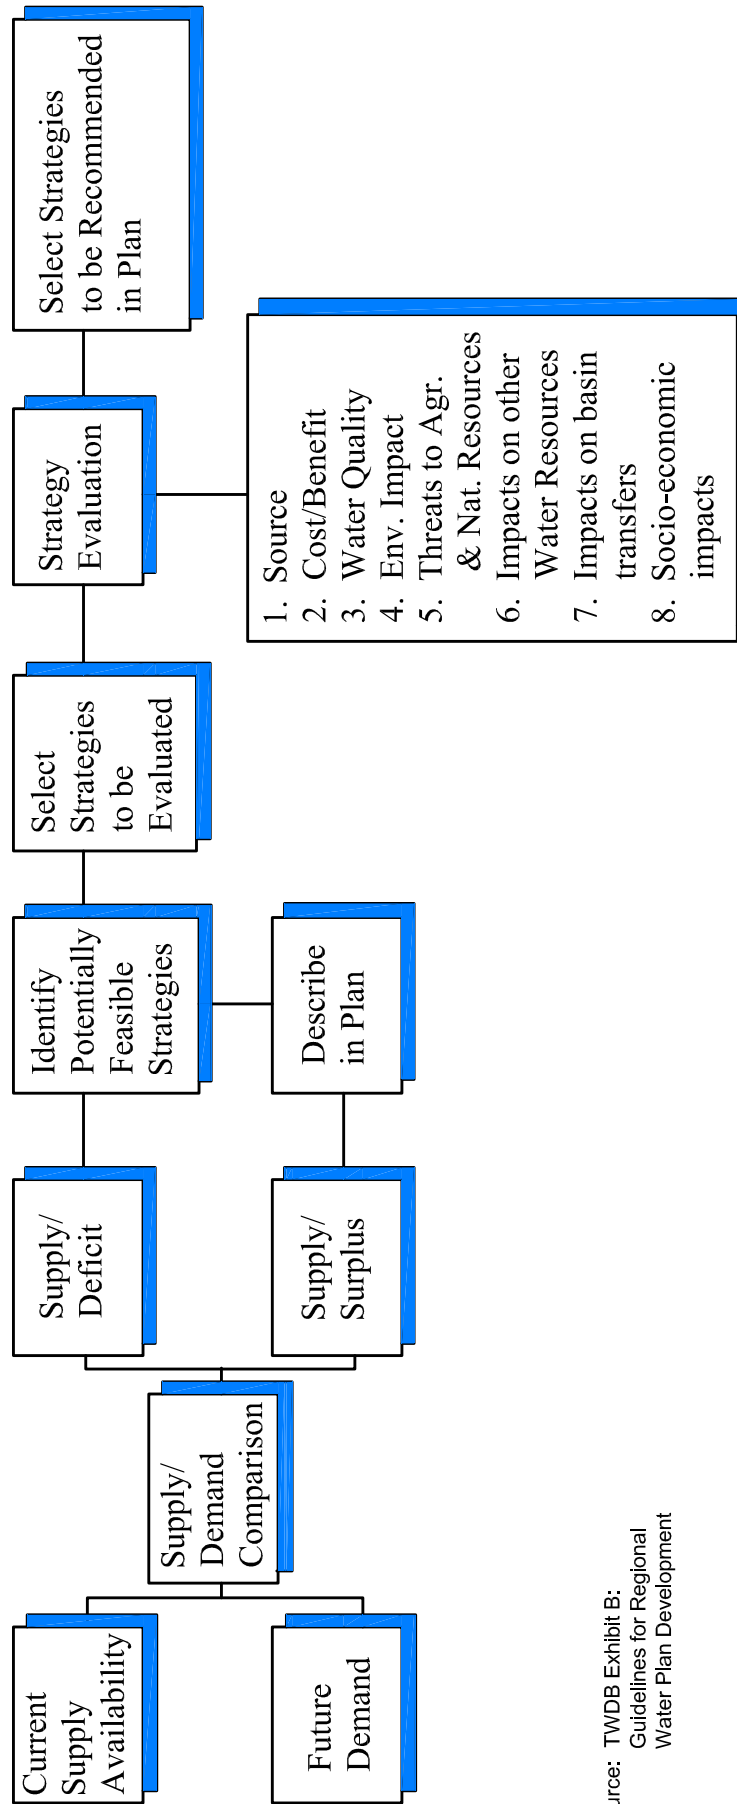 Current
Supply
Availability
Future
Demand
Supply/
Demand
Comparison
Supply/
Deficit
Supply/
Surplus
Identify
Potentially
Feasible
Strategies
Describe
in Plan
Select
Strategies
to be
Evaluated
Strategy
Evaluation
1. Source
2. Cost/Benefit
3. Water Quality
4. Env. Impact
5. Threats to Agr.
& Nat. Resources
6. Impacts on other
Water Resources
7. Impacts on basin
transfers
8. Socio-economic
impacts
Select Strategies
to be Recommended
in Plan
urce: TWDB Exhibit B:
Guidelines for Regional
Water Plan Development